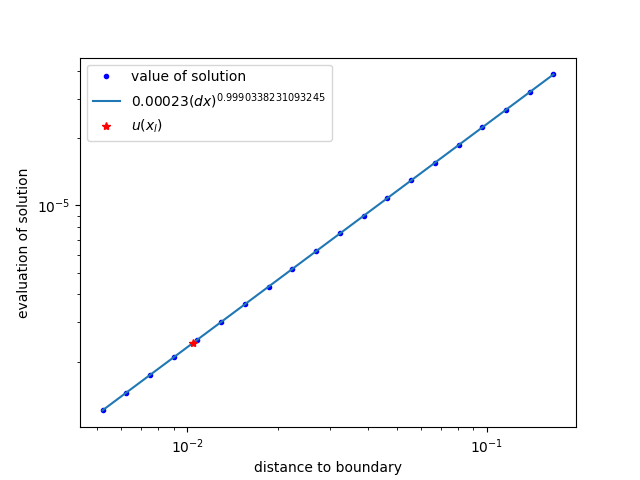 value of solution
0.00023(dx)^0.9990338231093245
u(x_l)
evaluation of solution
10^-5
10^-2
10^-1
distance to boundary